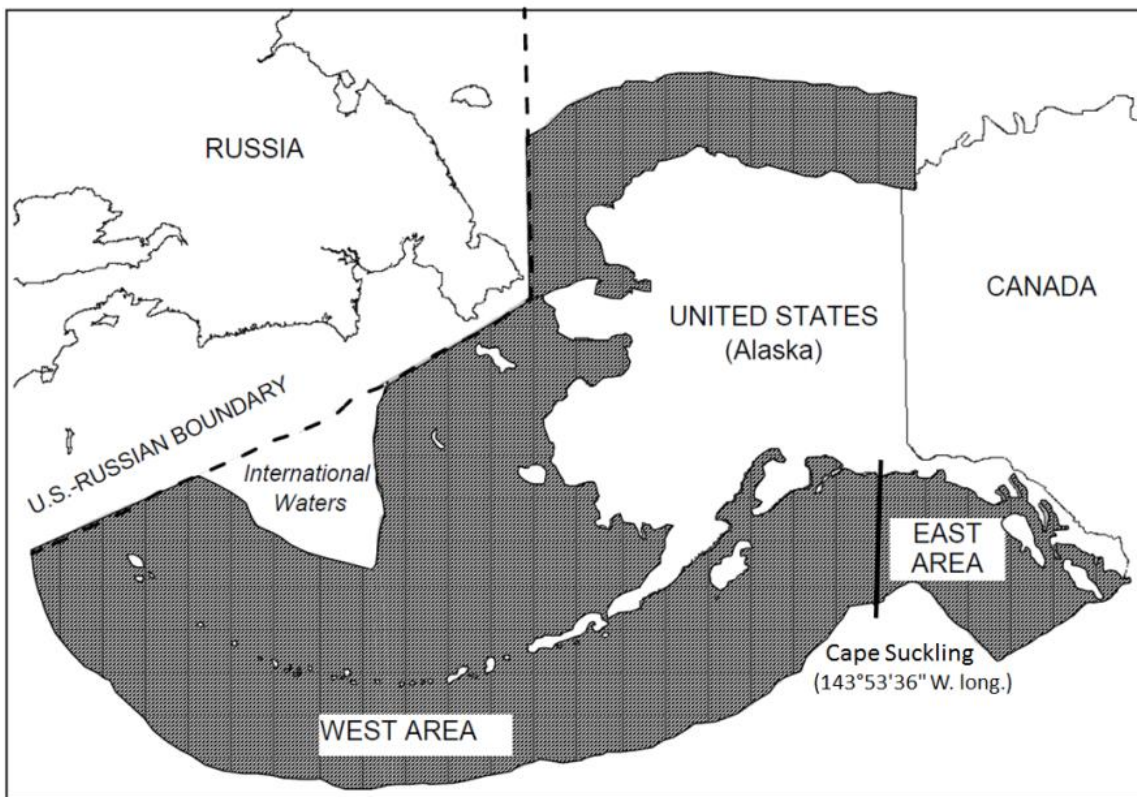 RUSSIA
CANADA
UNITED STATES
(Alaska)
U.S.-RUSSIAN BOUNDARY
International
Waters
EAST
AREA
Cape Suckling
(143°53'36" W. long.)
WEST AREA